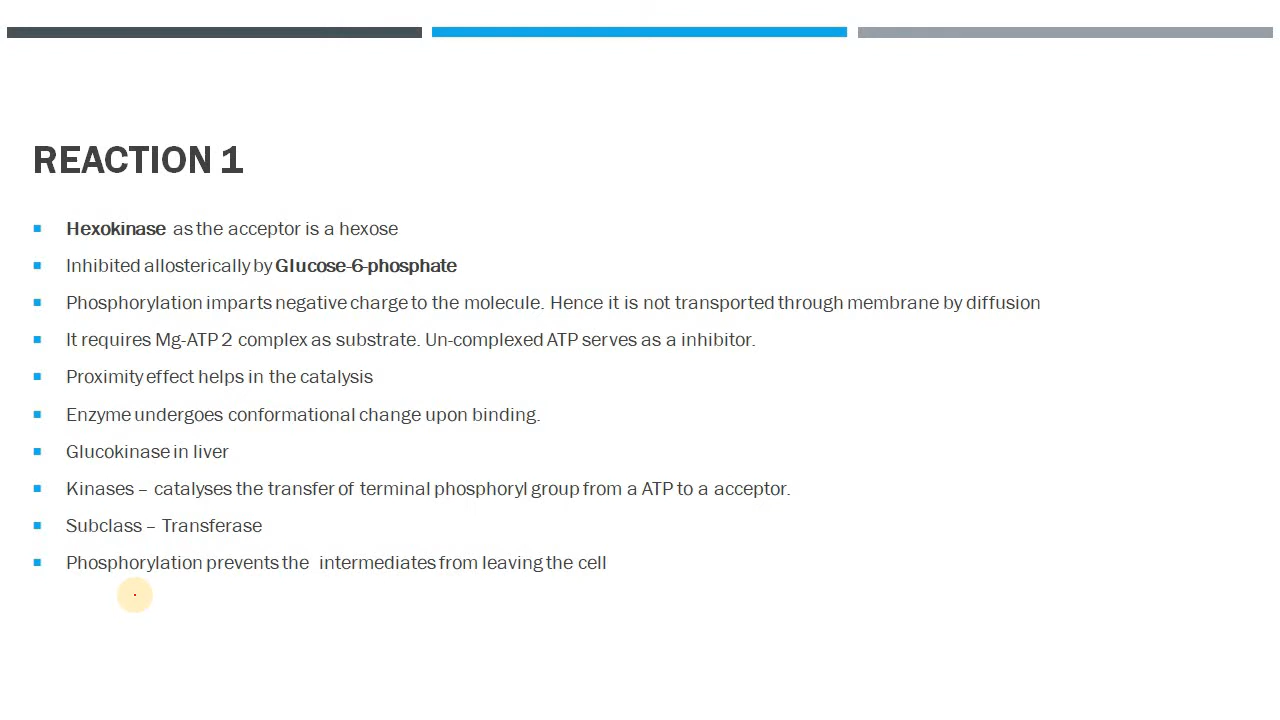 REACTION 1
Hexokinase as the acceptor is a hexose
Inhibited allosterically by Glucose-6-phosphate
Phosphorylation imparts negative charge to the molecule. Hence it is not transported through membrane by diffusion
It requires Mg-ATP 2 complex as substrate. Un-complexed ATP serves as a inhibitor.
Proximity effect helps in the catalysis
Enzyme undergoes conformational change upon binding.
Glucokinase in liver
Kinases – catalyses the transfer of terminal phosphoryl group from a ATP to a acceptor.
Subclass – Transferase
Phosphorylation prevents the intermediates from leaving the cell